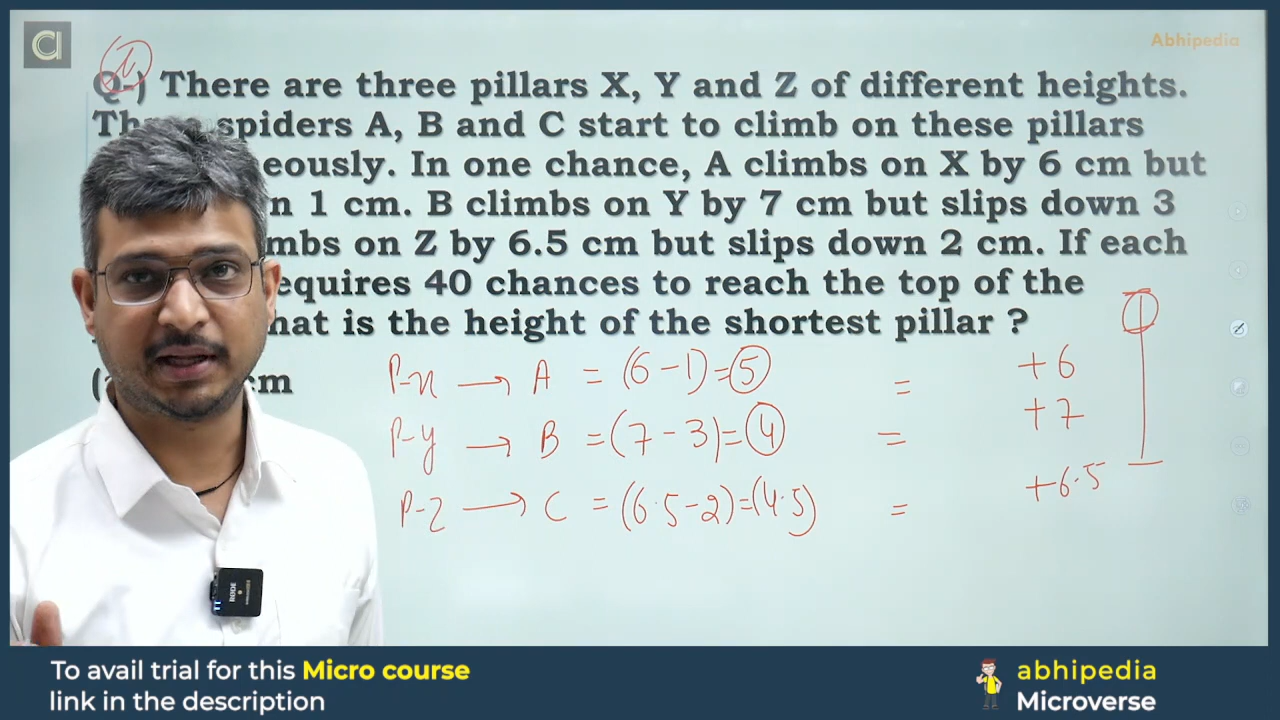 Abhipedia
Q-) There are three pillars X, Y and Z of different heights.
spiders A, B and C start to climb on these pillars
eously. In one chance, A climbs on X by 6 cm but
n 1 cm. B climbs on Y by 7 cm but slips down 3
mbs on Z by 6.5 cm but slips down 2 cm. If each
equires 40 chances to reach the top of the
hat is the height of the shortest pillar ?
cm
P-x → A = (6-1)=5 = +6
P-y → B =(7-3)=4 = +7
P-z → C = (6.5-2)=(4.5) = +6.5
RODE
To avail trial for this Micro course
link in the description
abhipedia
Microverse